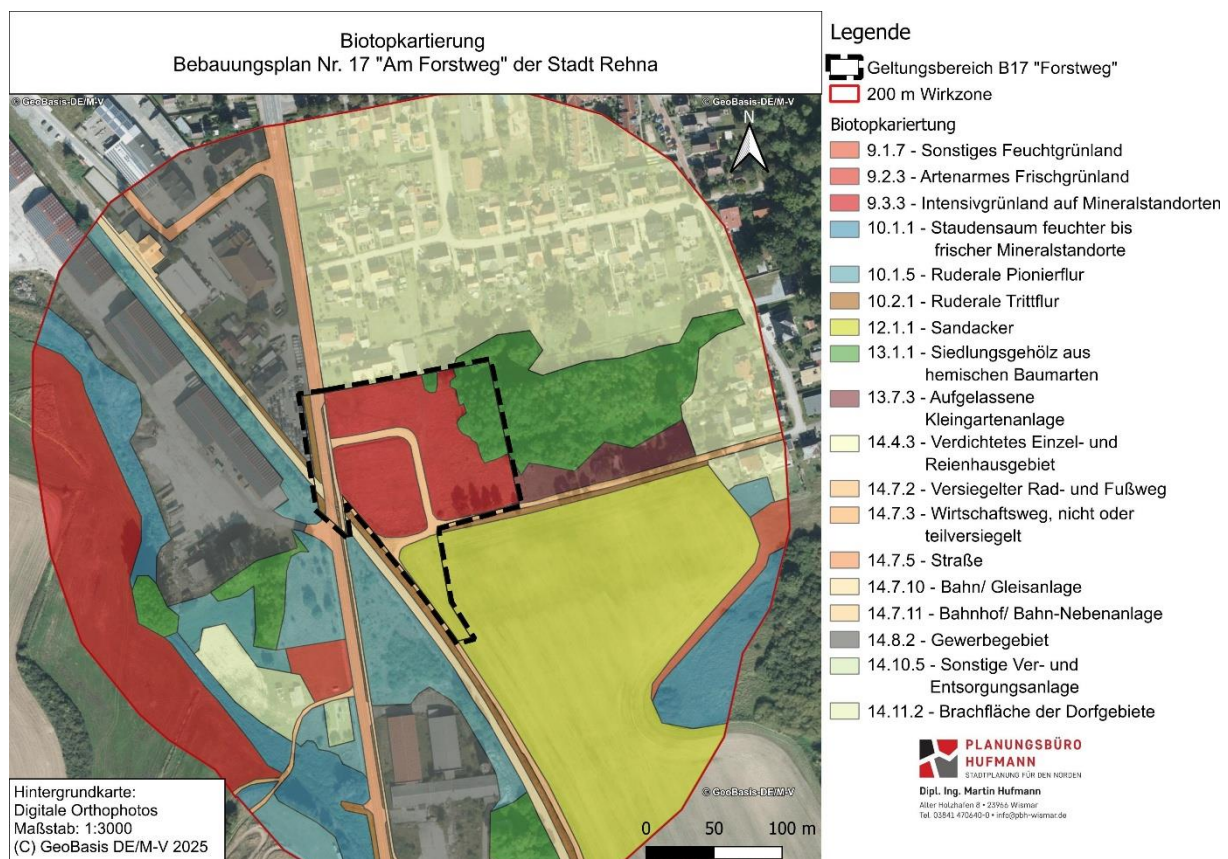 Biotopkartierung
Bebauungsplan Nr. 17 "Am Forstweg" der Stadt Rehna
© GeoBasis-DE/M-V
© GeoBasis-DE/M-V
N
© GeoBasis-DE/M-V
Hintergrundkarte:
Digitale Orthophotos
Maßstab: 1:3000
(C) GeoBasis DE/M-V 2025
0 50 100 m
Legende
Geltungsbereich B17 "Forstweg"
200 m Wirkzone
Biotopkariertung
9.1.7 - Sonstiges Feuchtgrünland
9.2.3 - Artenarmes Frischgrünland
9.3.3 - Intensivgrünland auf Mineralstandorten
10.1.1 - Staudensaum feuchter bis
frischer Mineralstandorte
10.1.5 - Ruderale Pionierflur
10.2.1 - Ruderale Trittflur
12.1.1 - Sandacker
13.1.1 - Siedlungsgehölz aus
hemischen Baumarten
13.7.3 - Aufgelassene
Kleingartenanlage
14.4.3 - Verdichtetes Einzel- und
Reienhausgebiet
14.7.2 - Versiegelter Rad- und Fußweg
14.7.3 - Wirtschaftsweg, nicht oder
teilversiegelt
14.7.5 - Straße
14.7.10 - Bahn/ Gleisanlage
14.7.11 - Bahnhof/ Bahn-Nebenanlage
14.8.2 - Gewerbegebiet
14.10.5 - Sonstige Ver- und
Entsorgungsanlage
14.11.2 - Brachfläche der Dorfgebiete
PLANUNGSBÜRO
HUFMANN
STADTPLANUNG FÜR DEN NORDEN
Dipl. Ing. Martin Hufmann
Alter Holzhafen 8 • 23966 Wismar
Tel. 03841 470640-0 • info@pbh-wismar.de